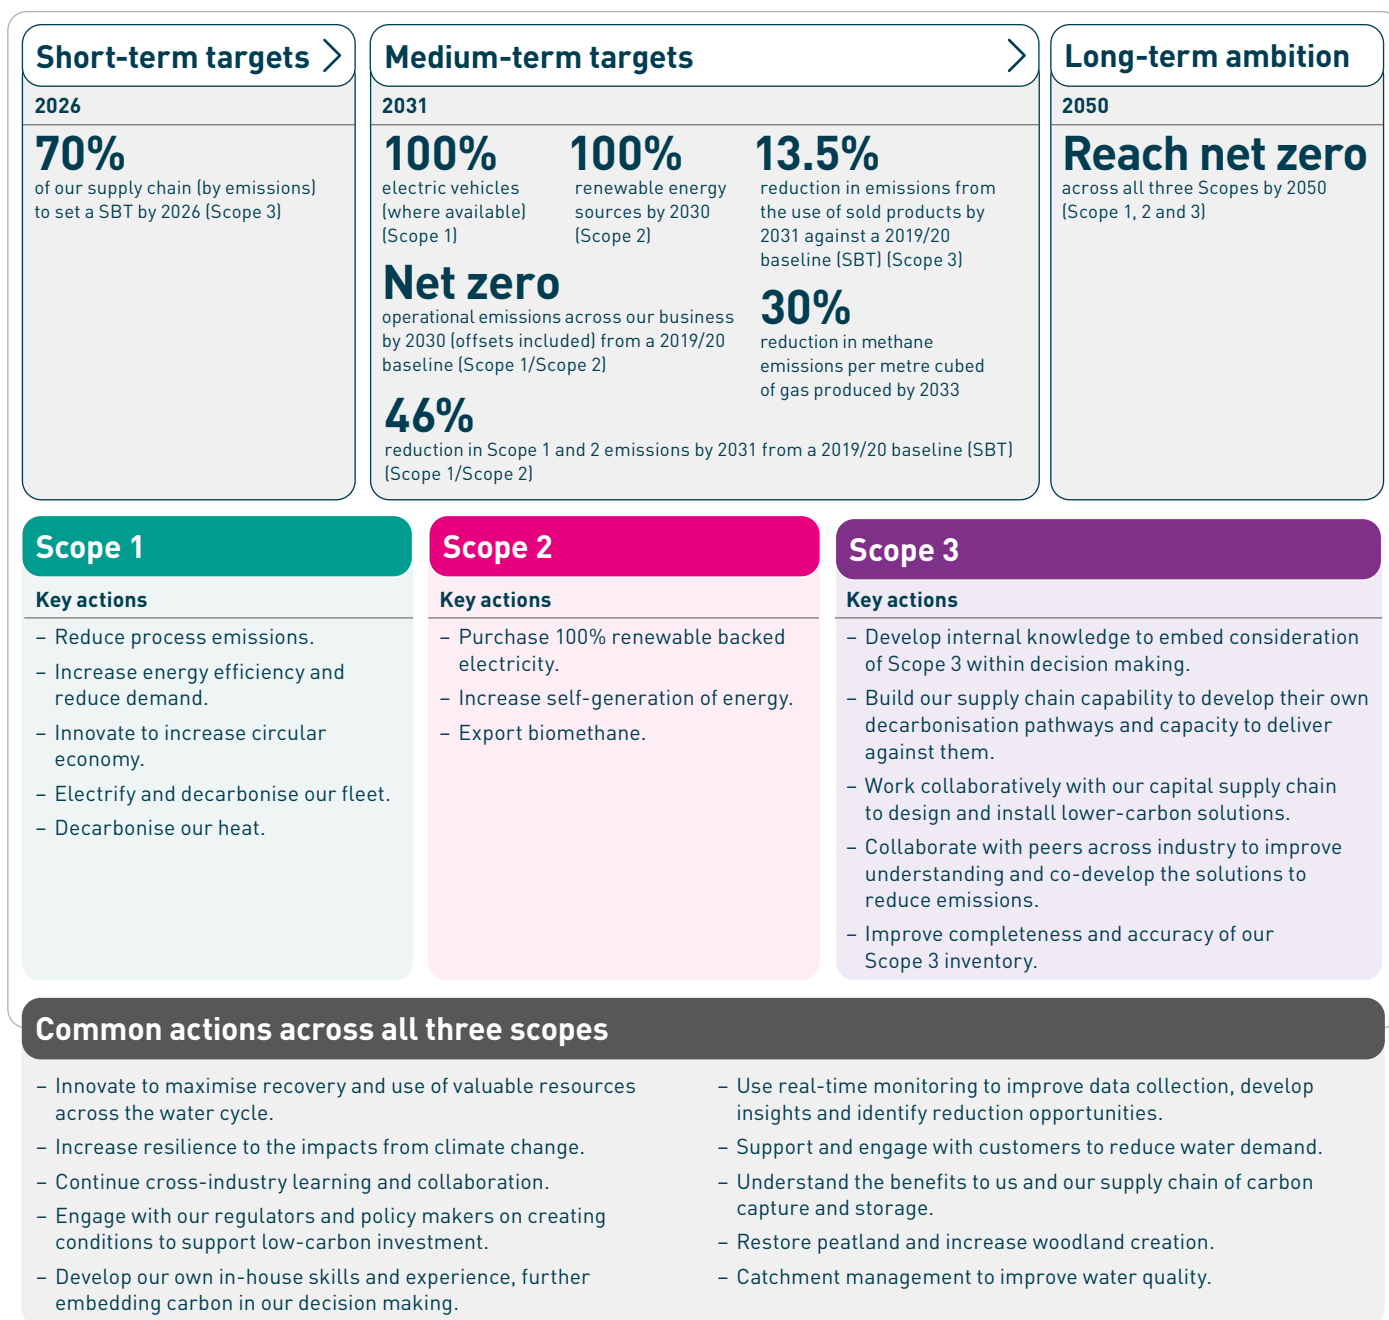 Short-term targets
2026
70%
of our supply chain (by emissions)
to set a SBT by 2026 (Scope 3)
Medium-term targets
2031
100%
electric vehicles
(where available)
(Scope 1)
100%
renewable energy
sources by 2030
(Scope 2)
13.5%
reduction in emissions from
the use of sold products by
2031 against a 2019/20
baseline (SBT) (Scope 3)
Net zero
operational emissions across our business
by 2030 (offsets included) from a 2019/20
baseline (Scope 1/Scope 2)
30%
reduction in methane
emissions per metre cubed
of gas produced by 2033
46%
reduction in Scope 1 and 2 emissions by 2031 from a 2019/20 baseline (SBT)
(Scope 1/Scope 2)
Long-term ambition
2050
Reach net zero
across all three Scopes by 2050
(Scope 1, 2 and 3)
Scope 1
Key actions
– Reduce process emissions.
– Increase energy efficiency and
reduce demand.
– Innovate to increase circular
economy.
– Electrify and decarbonise our fleet.
– Decarbonise our heat.
Scope 2
Key actions
– Purchase 100% renewable backed
electricity.
– Increase self-generation of energy.
– Export biomethane.
Scope 3
Key actions
– Develop internal knowledge to embed consideration
of Scope 3 within decision making.
– Build our supply chain capability to develop their own
decarbonisation pathways and capacity to deliver
against them.
– Work collaboratively with our capital supply chain
to design and install lower-carbon solutions.
– Collaborate with peers across industry to improve
understanding and co-develop the solutions to
reduce emissions.
– Improve completeness and accuracy of our
Scope 3 inventory.
Common actions across all three scopes
– Innovate to maximise recovery and use of valuable resources
across the water cycle.
– Increase resilience to the impacts from climate change.
– Continue cross-industry learning and collaboration.
– Engage with our regulators and policy makers on creating
conditions to support low-carbon investment.
– Develop our own in-house skills and experience, further
embedding carbon in our decision making.
– Use real-time monitoring to improve data collection, develop
insights and identify reduction opportunities.
– Support and engage with customers to reduce water demand.
– Understand the benefits to us and our supply chain of carbon
capture and storage.
– Restore peatland and increase woodland creation.
– Catchment management to improve water quality.